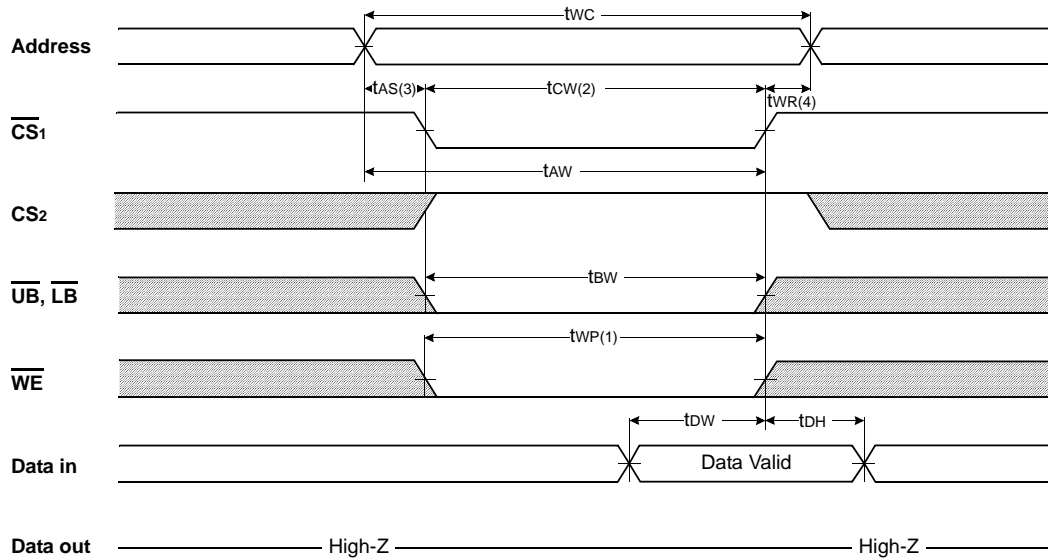 tWC
Address
tAS(3) tCW(2) tWR(4)
CS1
tAW
CS2
tBW
UB, LB
tWP(1)
WE
tDW tDH
Data in Data Valid
Data out High-Z High-Z